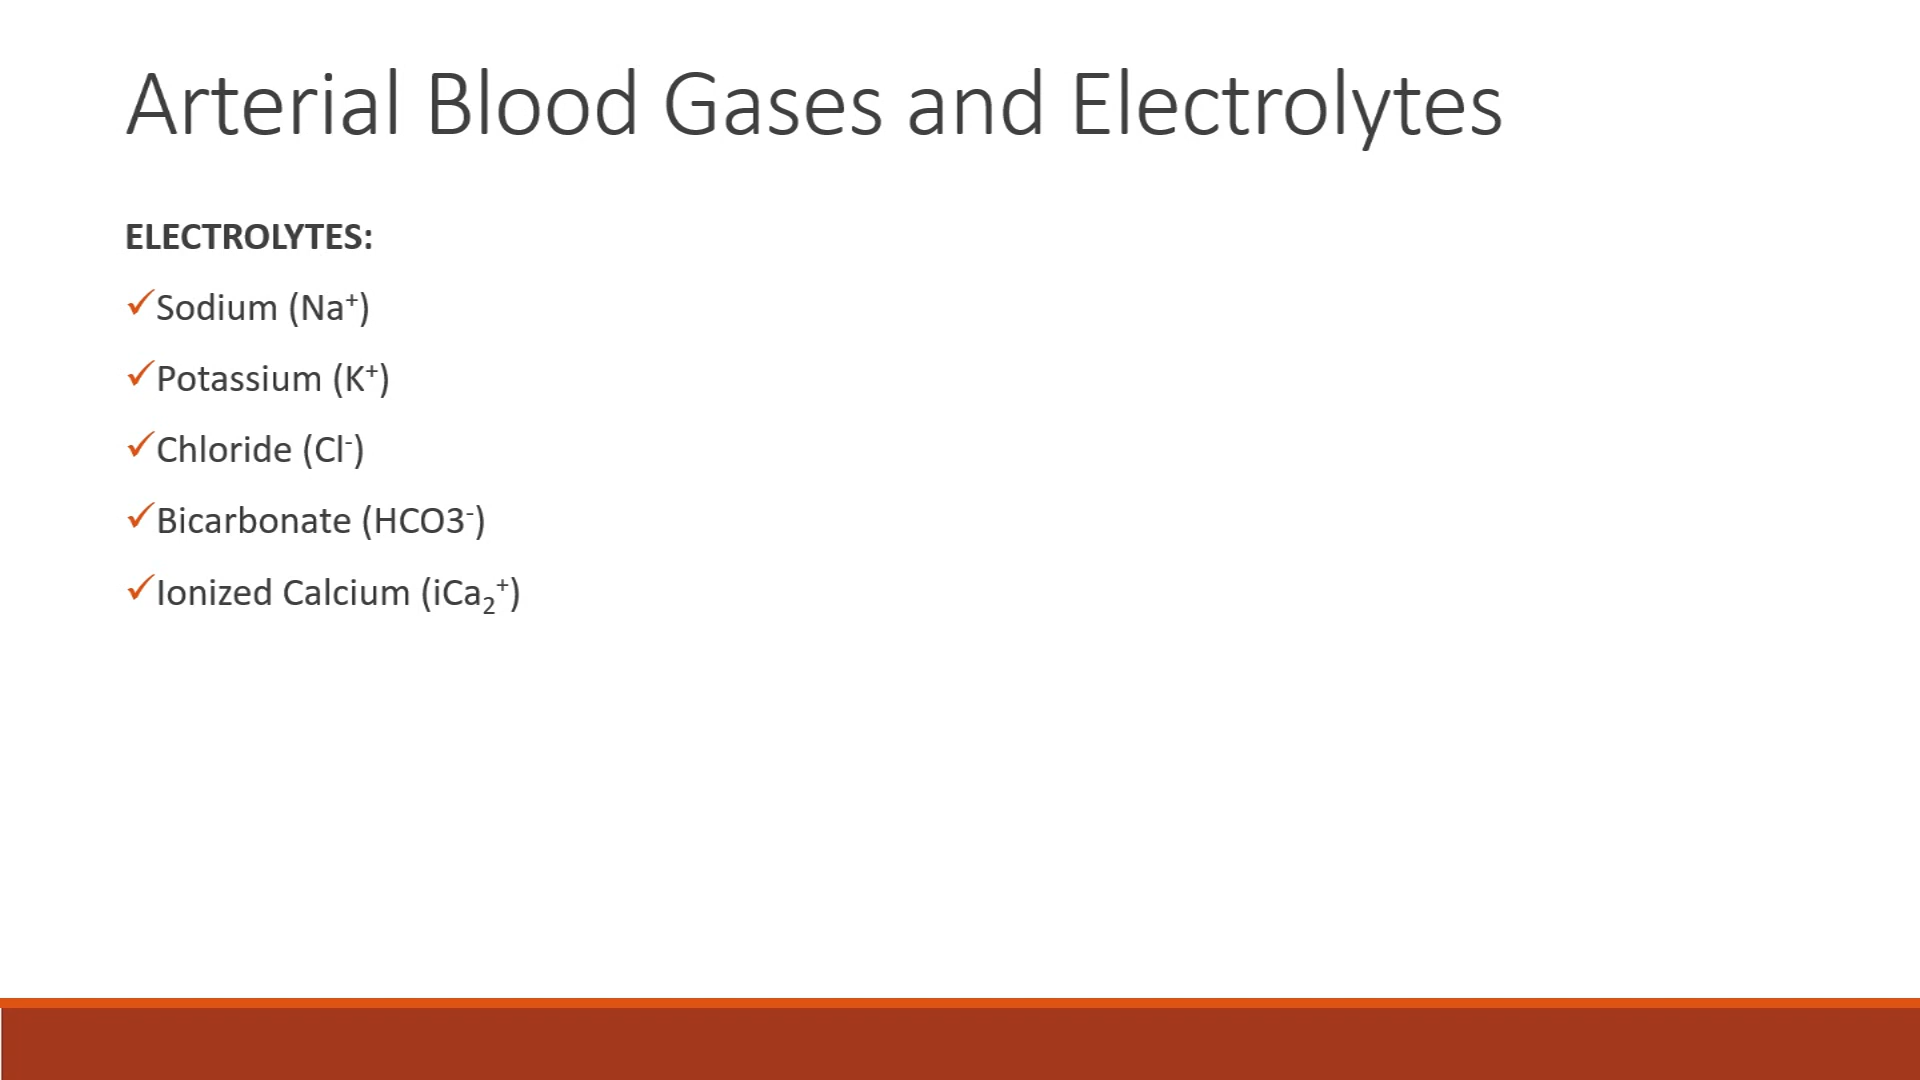 Arterial Blood Gases and Electrolytes
ELECTROLYTES:
✓Sodium (Na⁺)
✓Potassium (K⁺)
✓Chloride (Cl⁻)
✓Bicarbonate (HCO3⁻)
✓Ionized Calcium (iCa₂⁺)